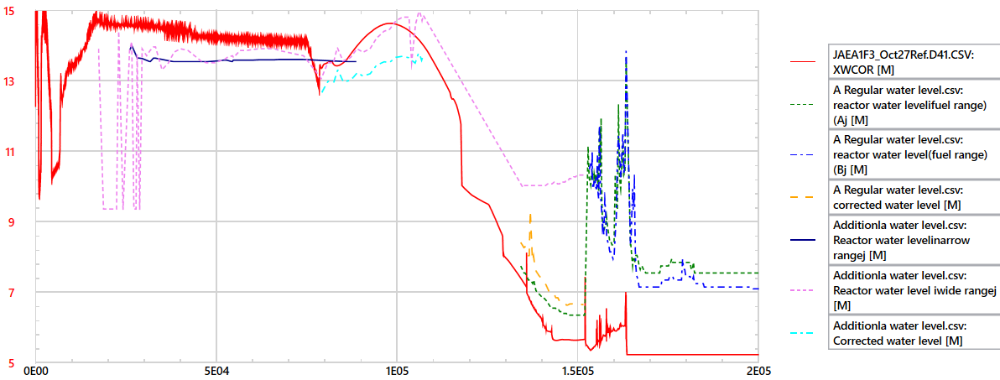 15
13
11
9
7
5
0E00
5E04
1E05
1.5E05
2E05
JAEA1F3_Oct27Ref.D41.CSV:
XWCOR [M]
A Regular water level.csv:
reactor water levelifuel range)
(Aj [M]
A Regular water level.csv:
reactor water level(fuel range)
(Bj [M]
A Regular water level.csv:
corrected water level [M]
Additionla water level.csv:
Reactor water levelinarrow
rangej [M]
Additionla water level.csv:
Reactor water level iwide rangej
[M]
Additionla water level.csv:
Corrected water level [M]